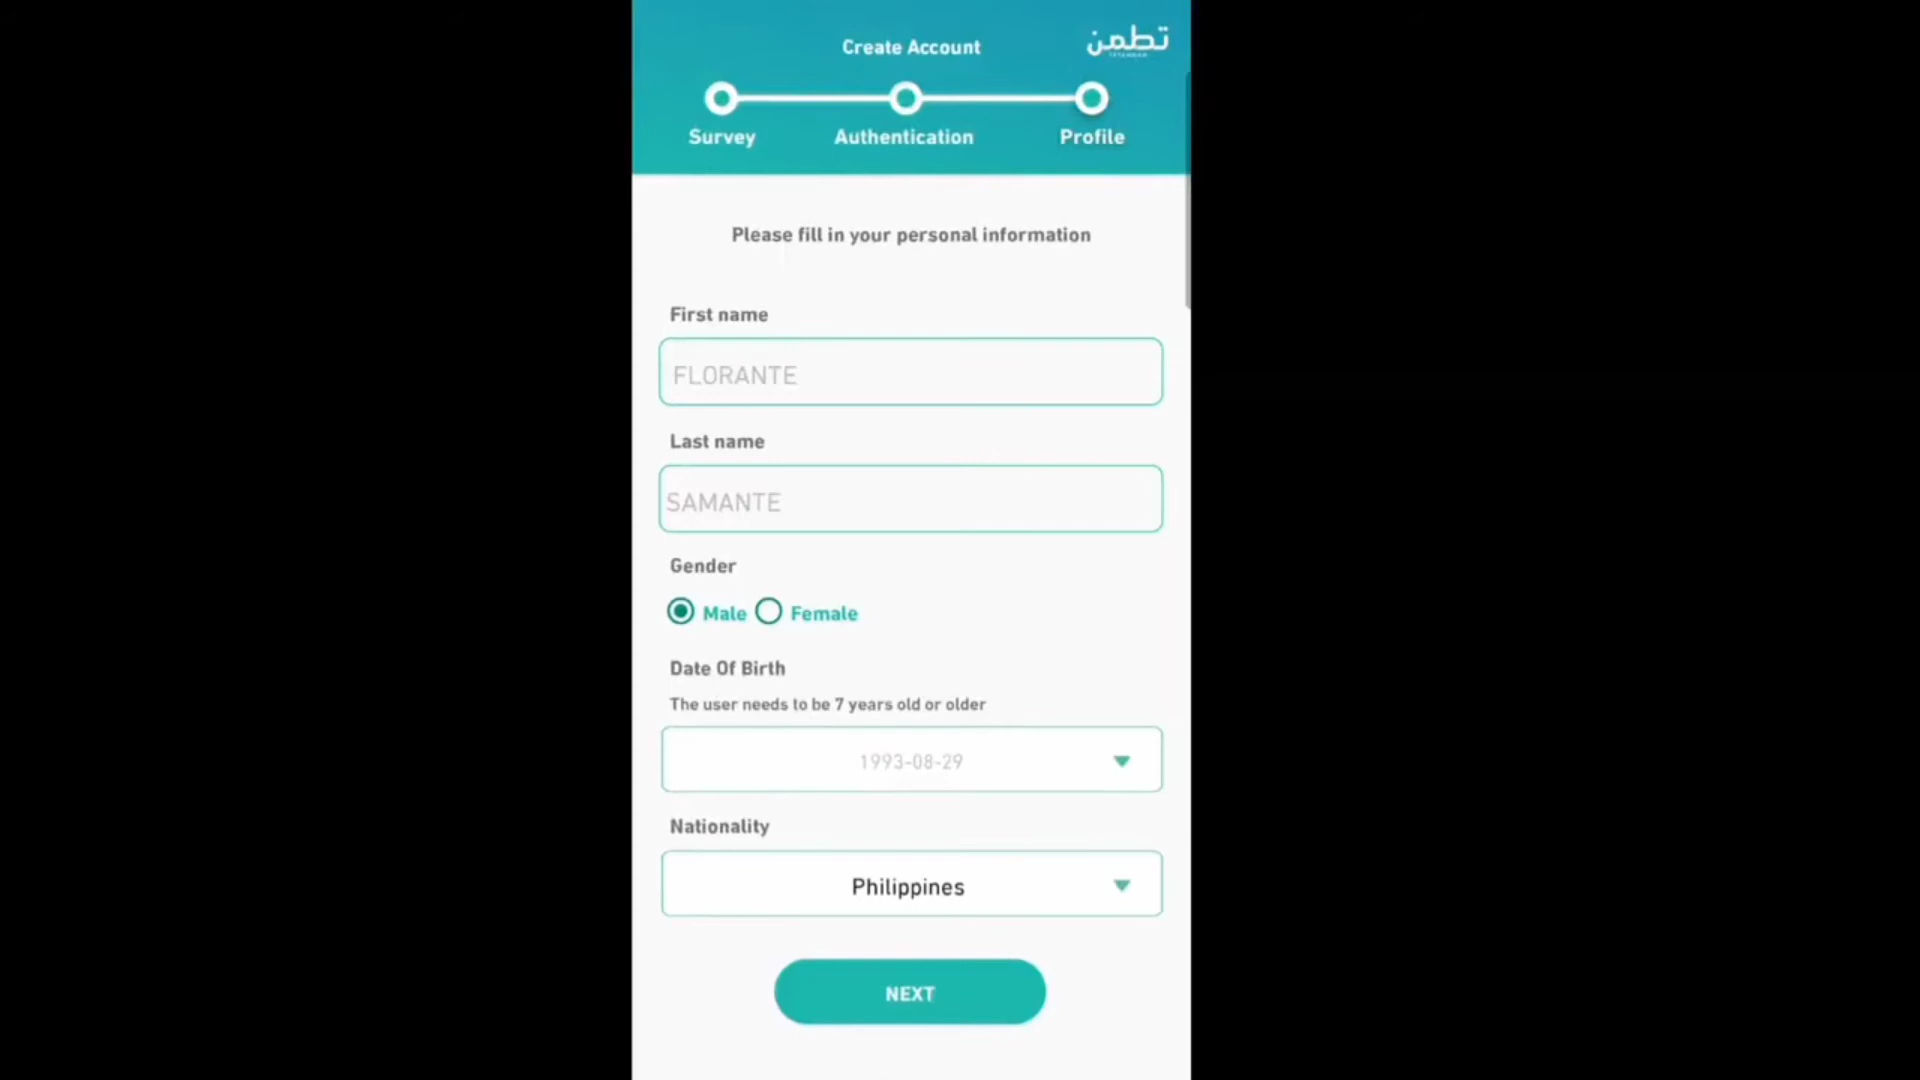 Create Account
تطمن
Survey
Authentication
Profile
Please fill in your personal information
First name
FLORANTE
Last name
SAMANTE
Gender
Male
Female
Date Of Birth
The user needs to be 7 years old or older
1993-08-29
Nationality
Philippines
NEXT